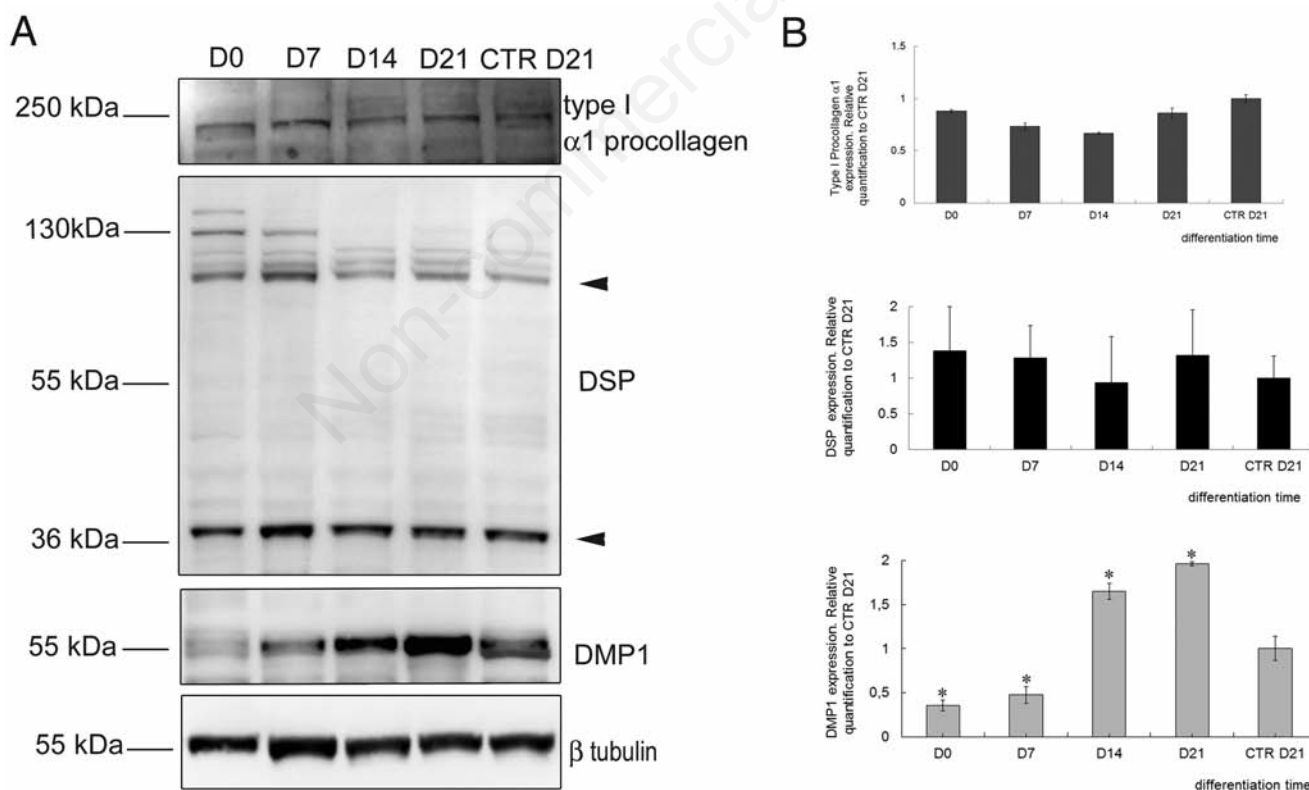 A
D0 D7 D14 D21 CTR D21
250 kDa
type I
α1 procollagen
130kDa
55 kDa
DSP
36 kDa
55 kDa
DMP1
55 kDa
β tubulin
Non-commercial
B
Type I Procollagen α1
expression. Relative
quantification to CTR D21
1.5
1
0.5
0
D0 D7 D14 D21 CTR D21
differentiation time
DSP expression. Relative
quantification to CTR D21
2
1.5
1
0.5
0
D0 D7 D14 D21 CTR D21
differentiation time
DMP1 expression. Relative
quantification to CTR D21
2
1,5
1
0,5
0
* * * *
D0 D7 D14 D21 CTR D21
differentiation time